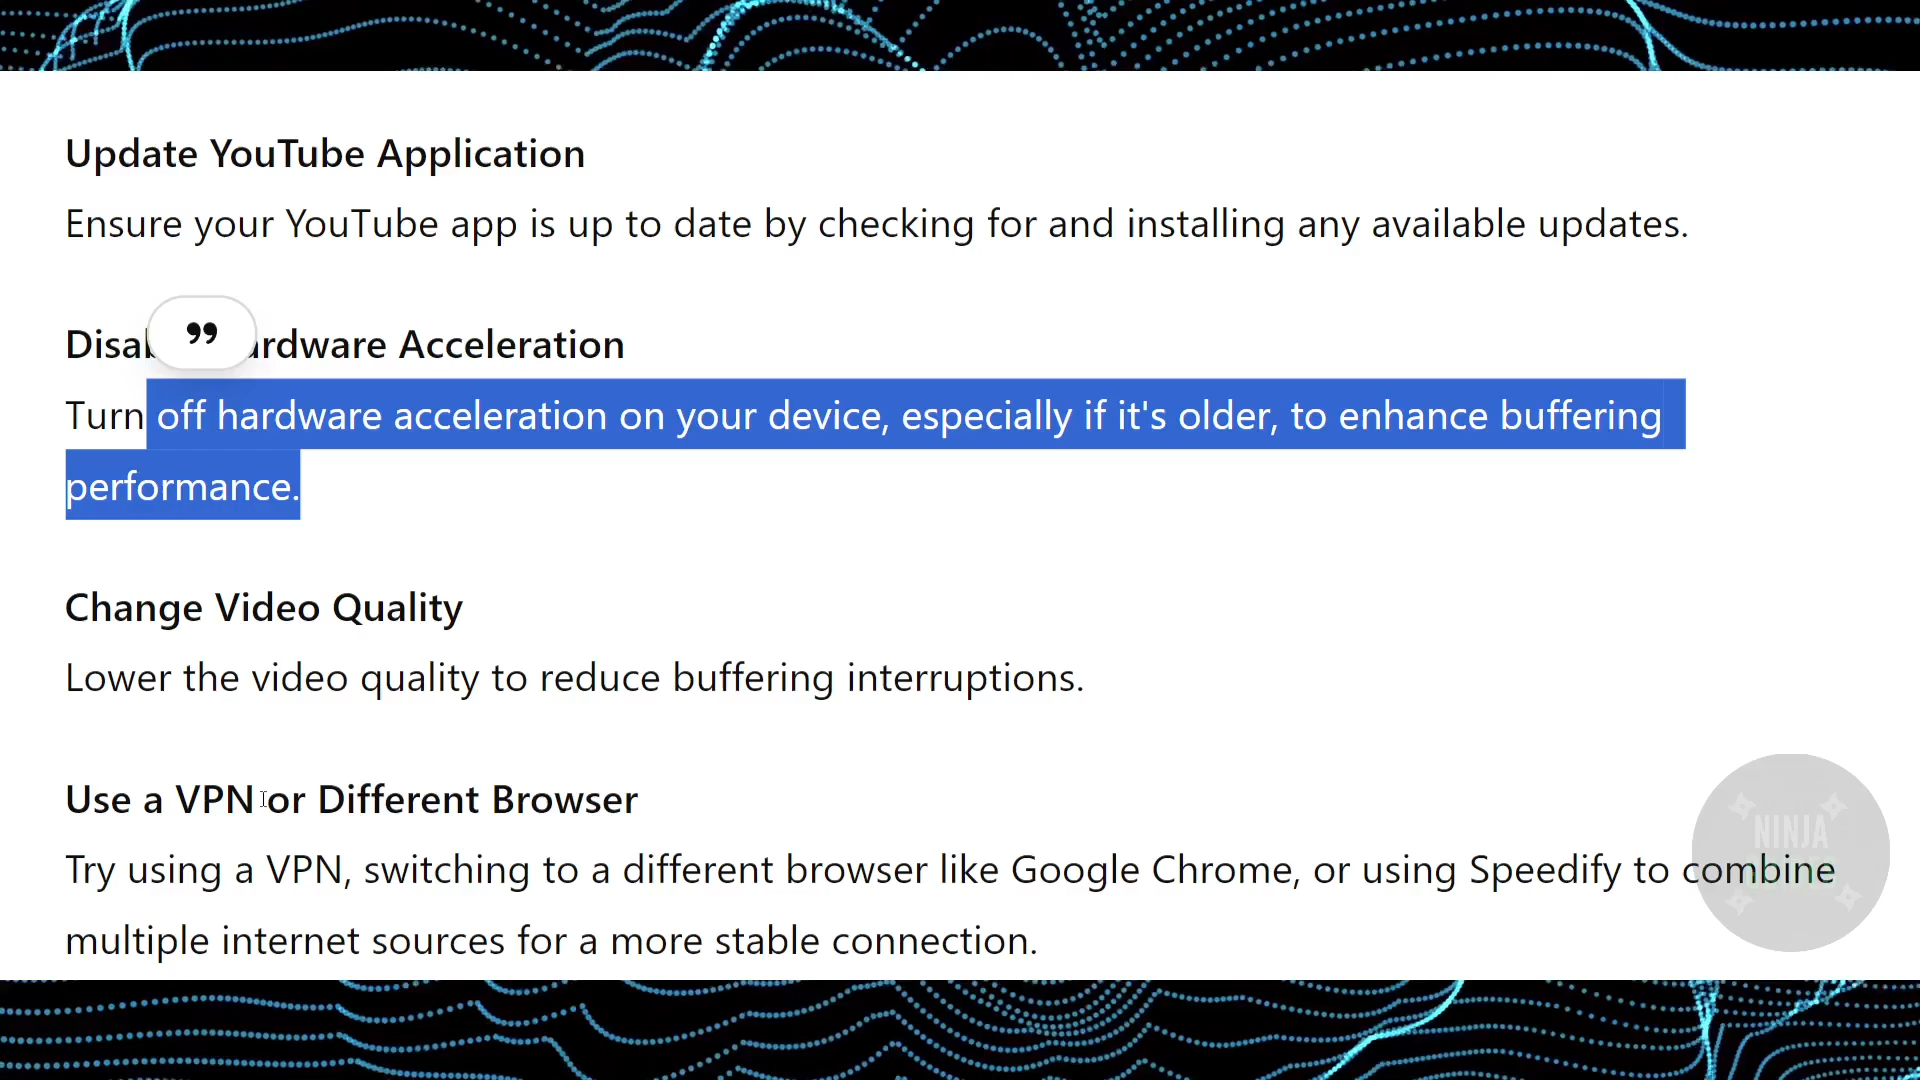 Update YouTube Application
Ensure your YouTube app is up to date by checking for and installing any available updates.
Disab rdware Acceleration
Turn off hardware acceleration on your device, especially if it's older, to enhance buffering
performance.
Change Video Quality
Lower the video quality to reduce buffering interruptions.
Use a VPN or Different Browser
Try using a VPN, switching to a different browser like Google Chrome, or using Speedify to combine
multiple internet sources for a more stable connection.
NINJA